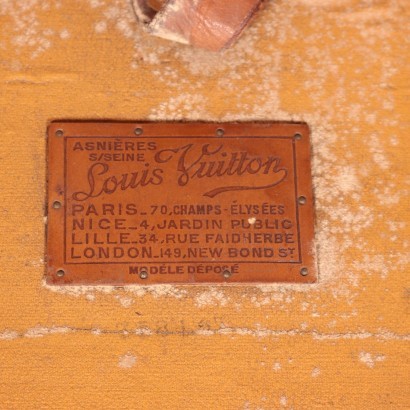 ASNIÈRES
S/SEINE
Louis Vuitton
PARIS_70, CHAMPS-ÉLYSÉES
NICE_4, JARDIN PUBLIC
LILLE_34, RUE FAIDHERBE
LONDON_149, NEW BOND ST
MODÈLE DÉPOSÉ